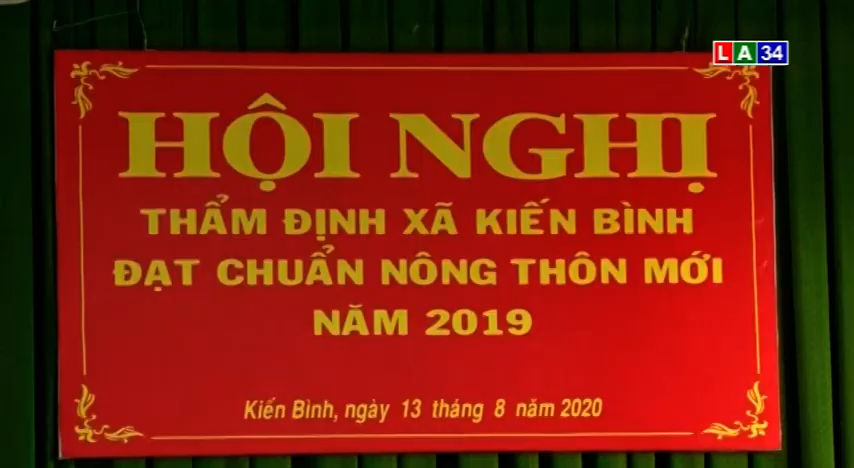 LA34
HỘI NGHỊ
THẨM ĐỊNH XÃ KIẾN BÌNH
ĐẠT CHUẨN NÔNG THÔN MỚI
NĂM 2019
Kiến Bình, ngày 13 tháng 8 năm 2020